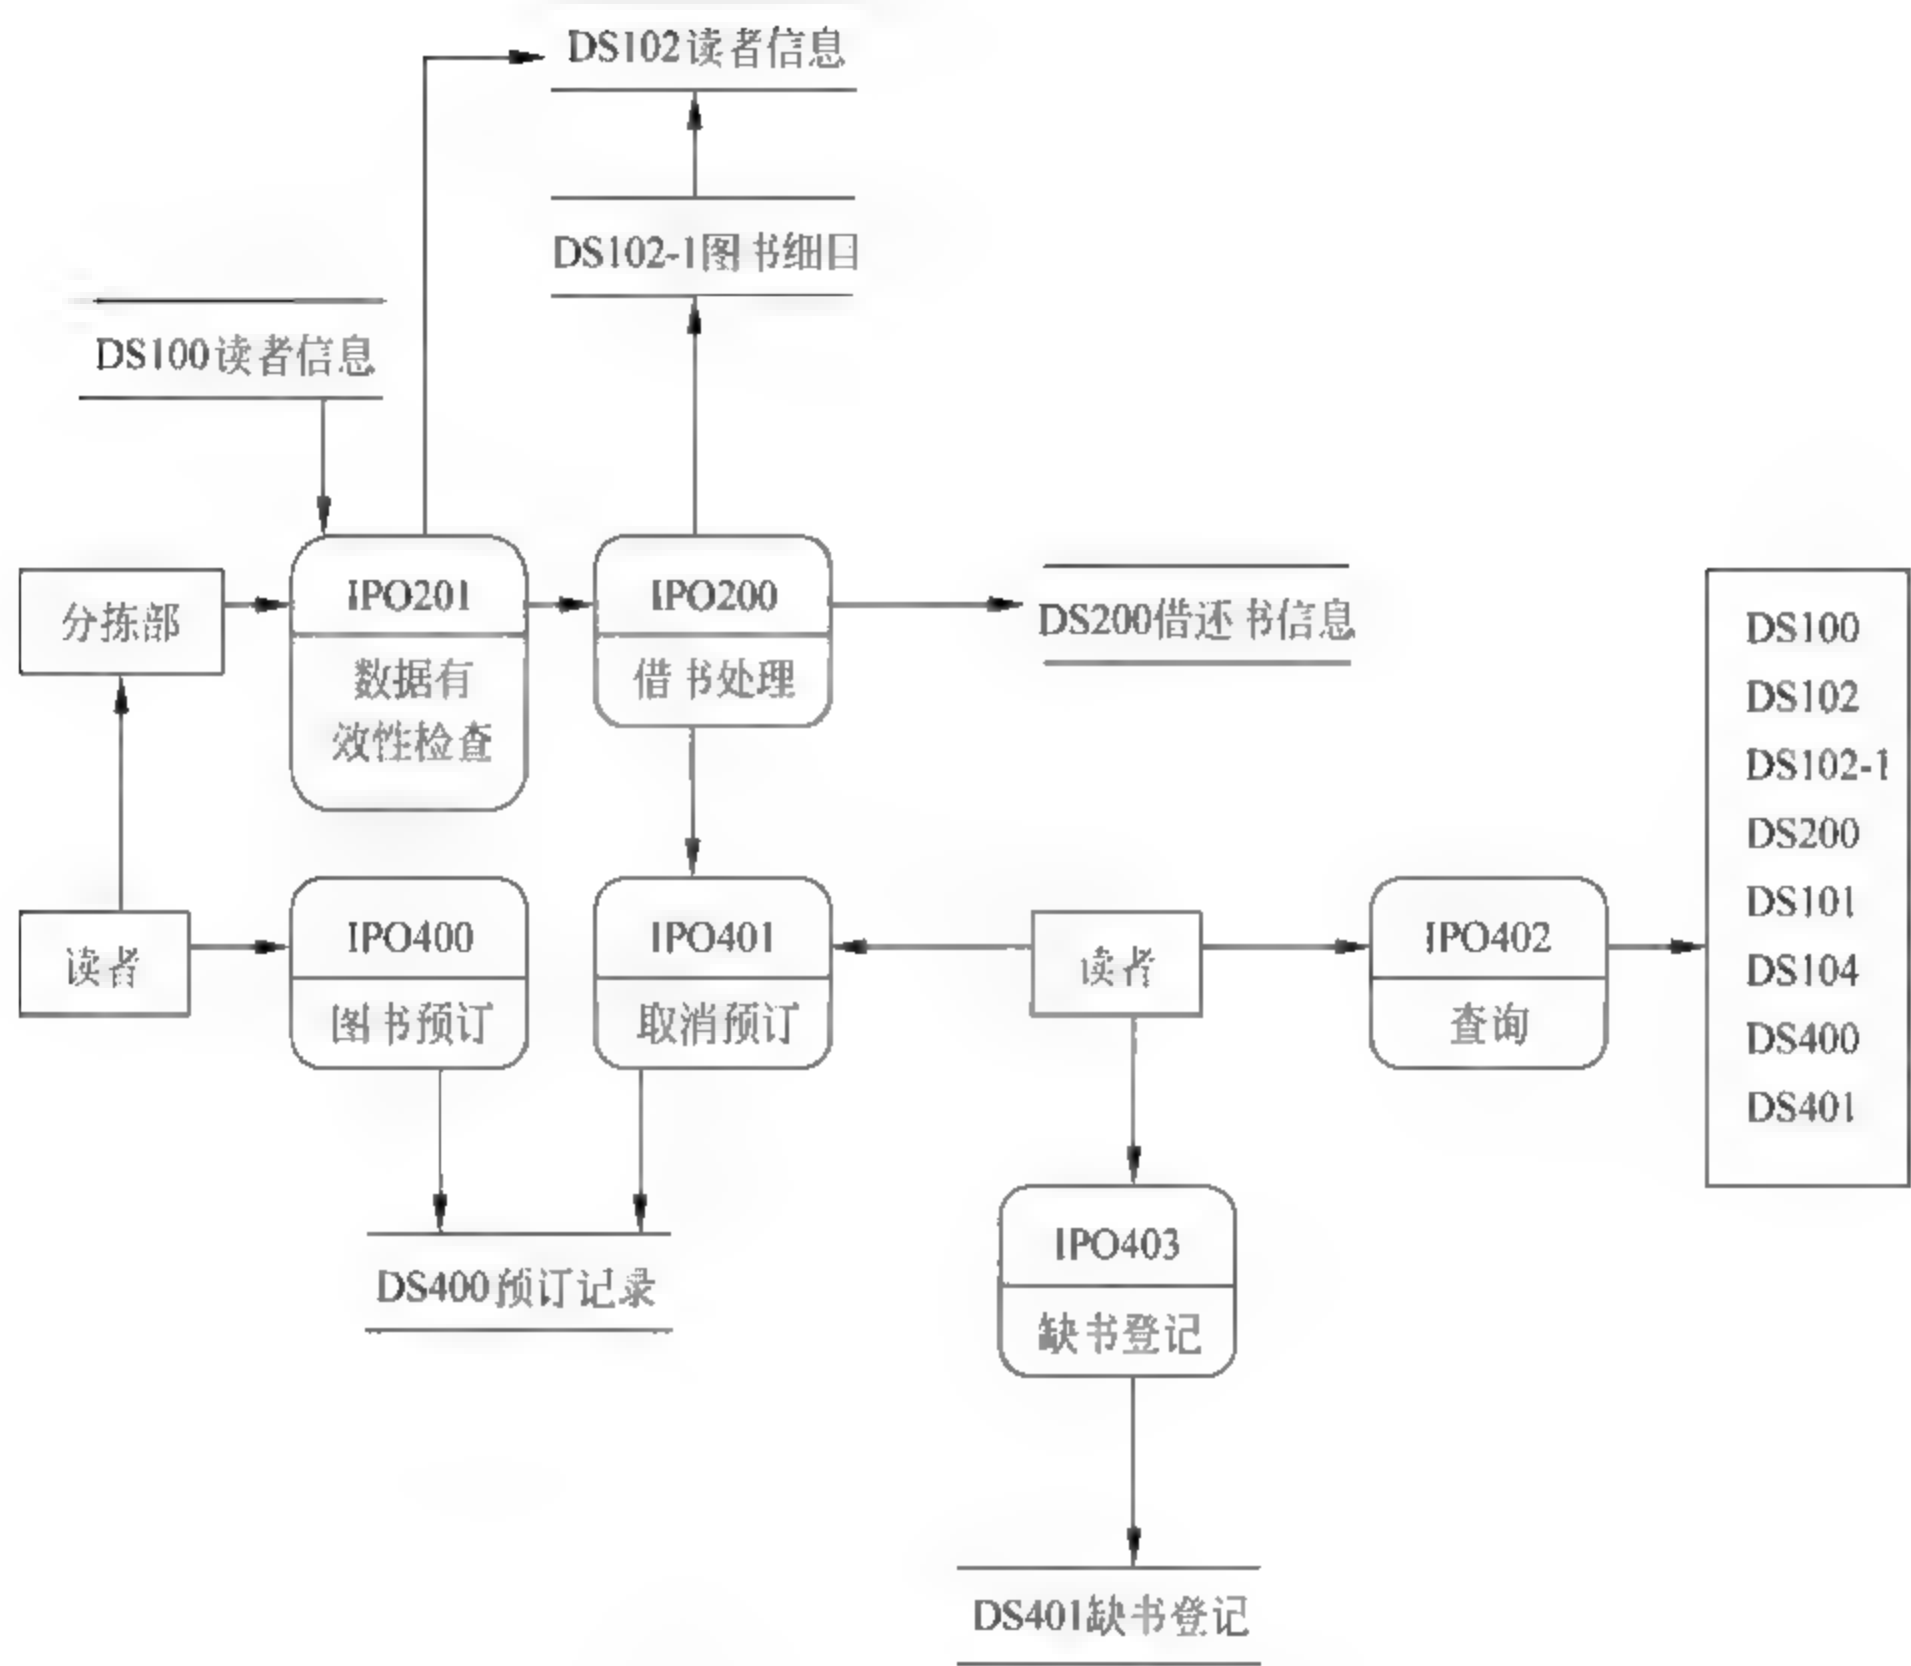 DS102读者信息
DS102-1图书细目
DS100读者信息
分拣部
IPO201
数据有
效性检查
IPO200
借书处理
DS200借还书信息
读者
IPO400
图书预订
IPO401
取消预订
读者
IPO402
查询
DS100
DS102
DS102-1
DS200
DS101
DS104
DS400
DS401
DS400预订记录
IPO403
缺书登记
DS401缺书登记